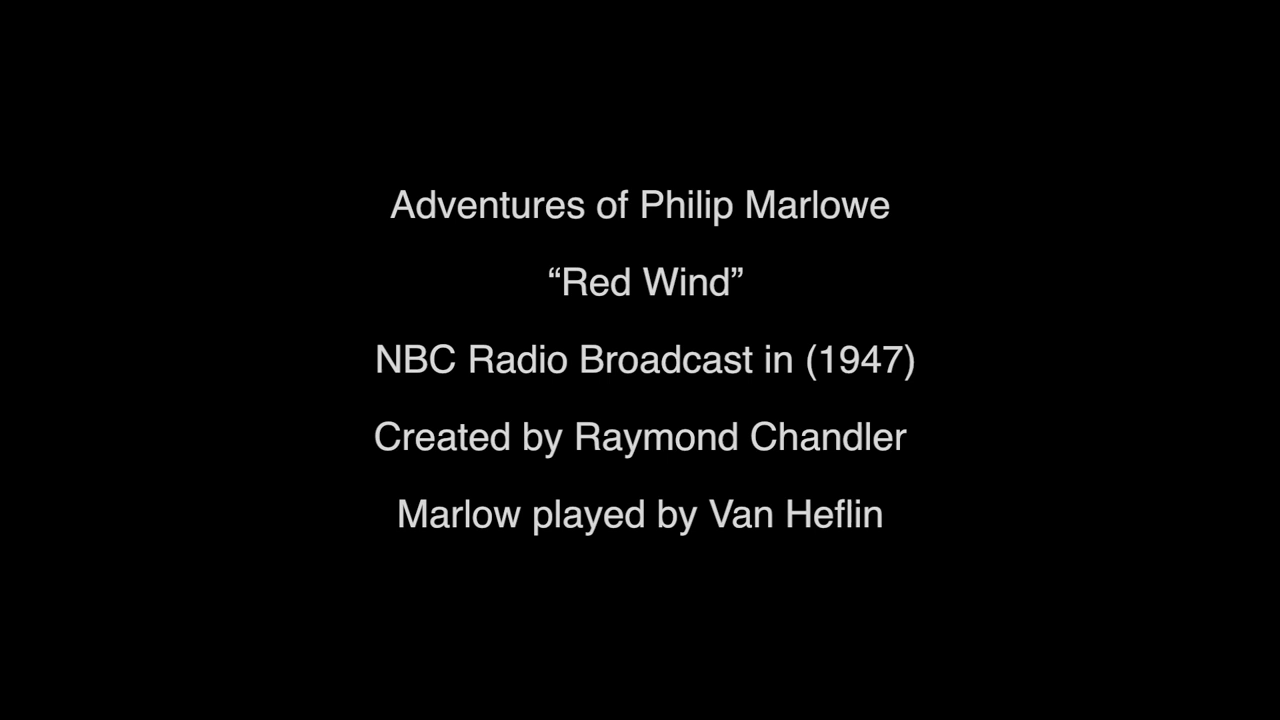 Adventures of Philip Marlowe
“Red Wind”
NBC Radio Broadcast in (1947)
Created by Raymond Chandler
Marlow played by Van Heflin